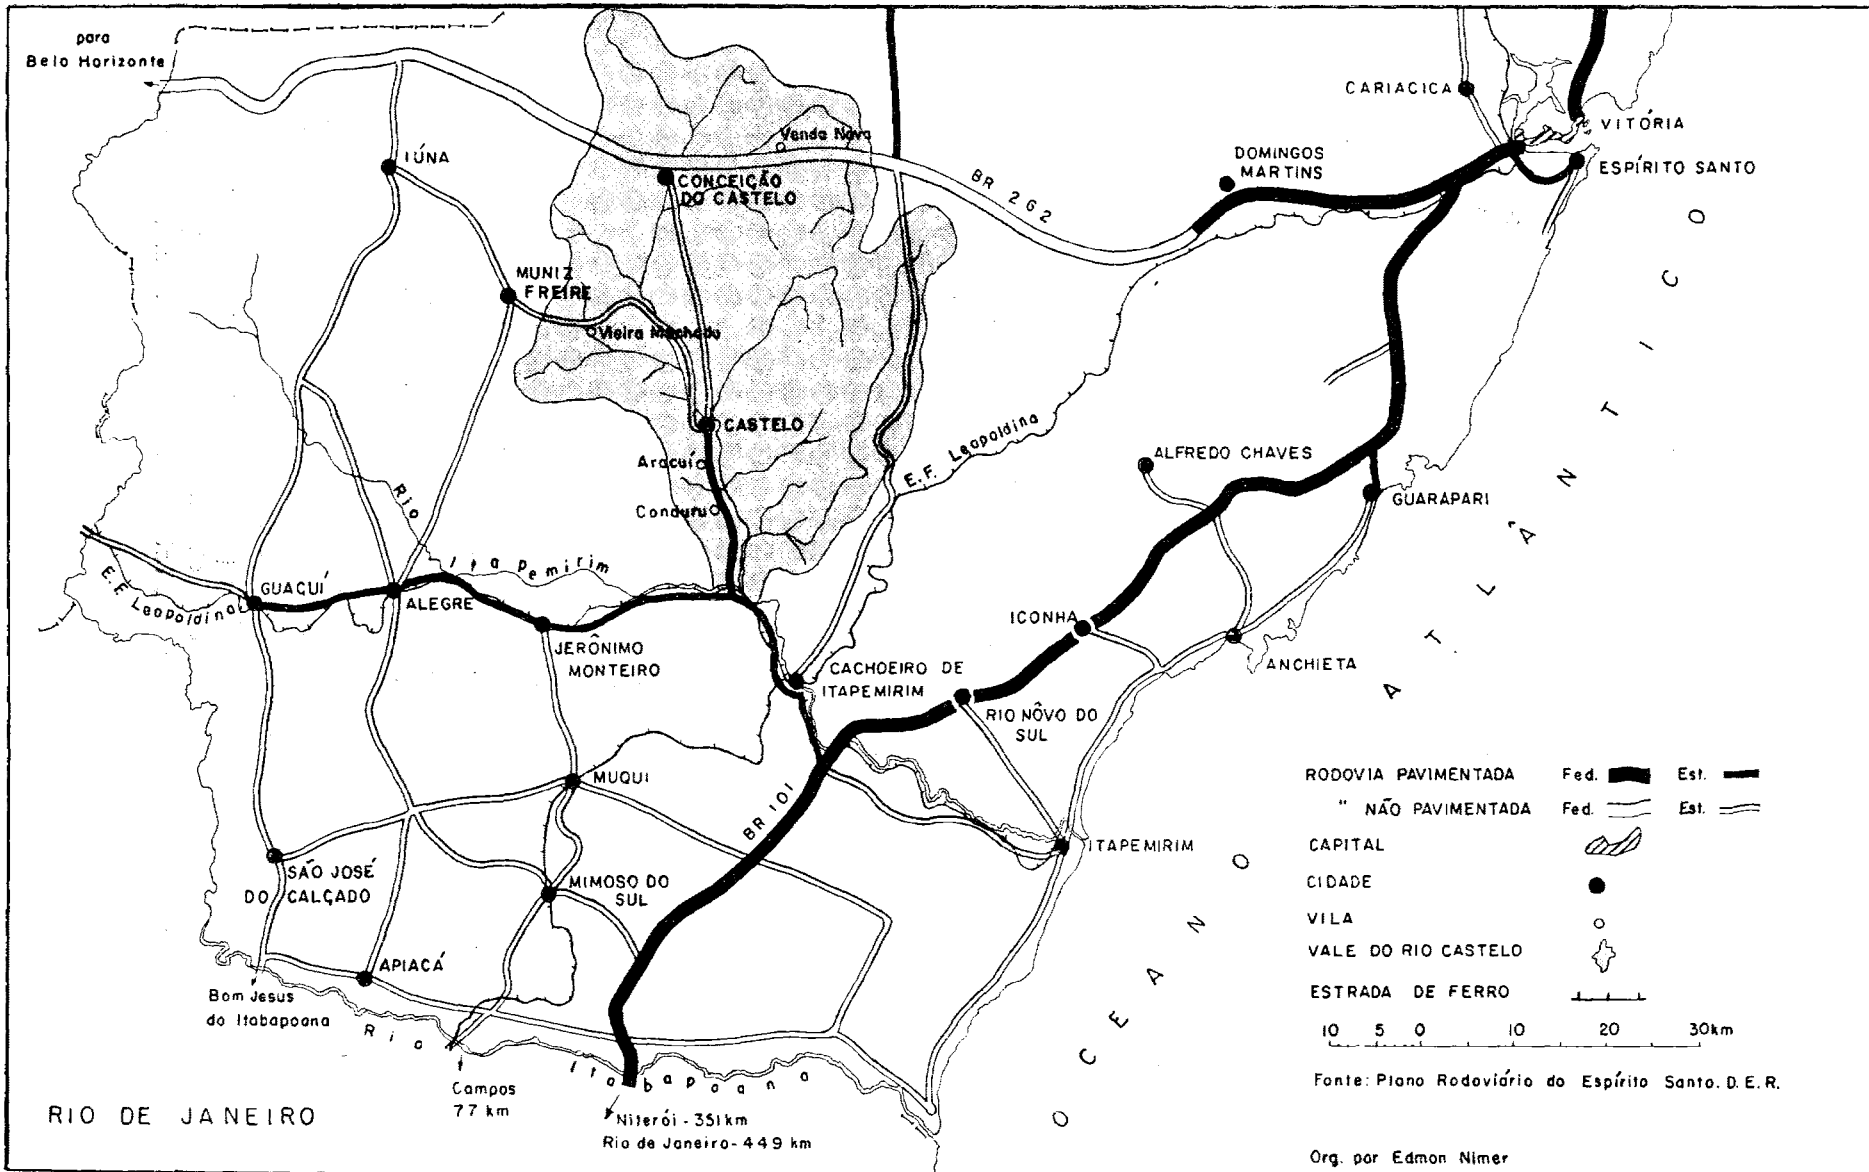 para
Belo Horizonte
CARIACICA
VITÓRIA
Venda Nova
IÚNA
DOMINGOS
MARTINS
ESPÍRITO SANTO
CONCEIÇÃO
DO CASTELO
BR 262
MUNIZ
FREIRE
Vieira Machado
CASTELO
Aracuí
E.F. Leopoldina
ALFREDO CHAVES
GUARAPARI
Conduru
Rio Itapemirim
GUAÇUÍ
E.F. Leopoldina
ALEGRE
ICONHA
JERÔNIMO
MONTEIRO
CACHOEIRO DE
ITAPEMIRIM
ANCHIETA
RIO NÔVO DO
SUL
MUQUI
BR 101
ITAPEMIRIM
SÃO JOSÉ
DO CALÇADO
MIMOSO DO
SUL
APIACÁ
Bom Jesus
do Itabapoana
Rio Itabapoana
Campos
77 km
Niterói - 351 km
Rio de Janeiro - 449 km
RIO DE JANEIRO
OCEANO ATLÂNTICO
RODOVIA PAVIMENTADA Fed. Est.
" NÃO PAVIMENTADA Fed. Est.
CAPITAL
CIDADE
VILA
VALE DO RIO CASTELO
ESTRADA DE FERRO
10 5 0 10 20 30km
Fonte: Plano Rodoviário do Espírito Santo. D.E.R.
Org. por Edmon Nimer